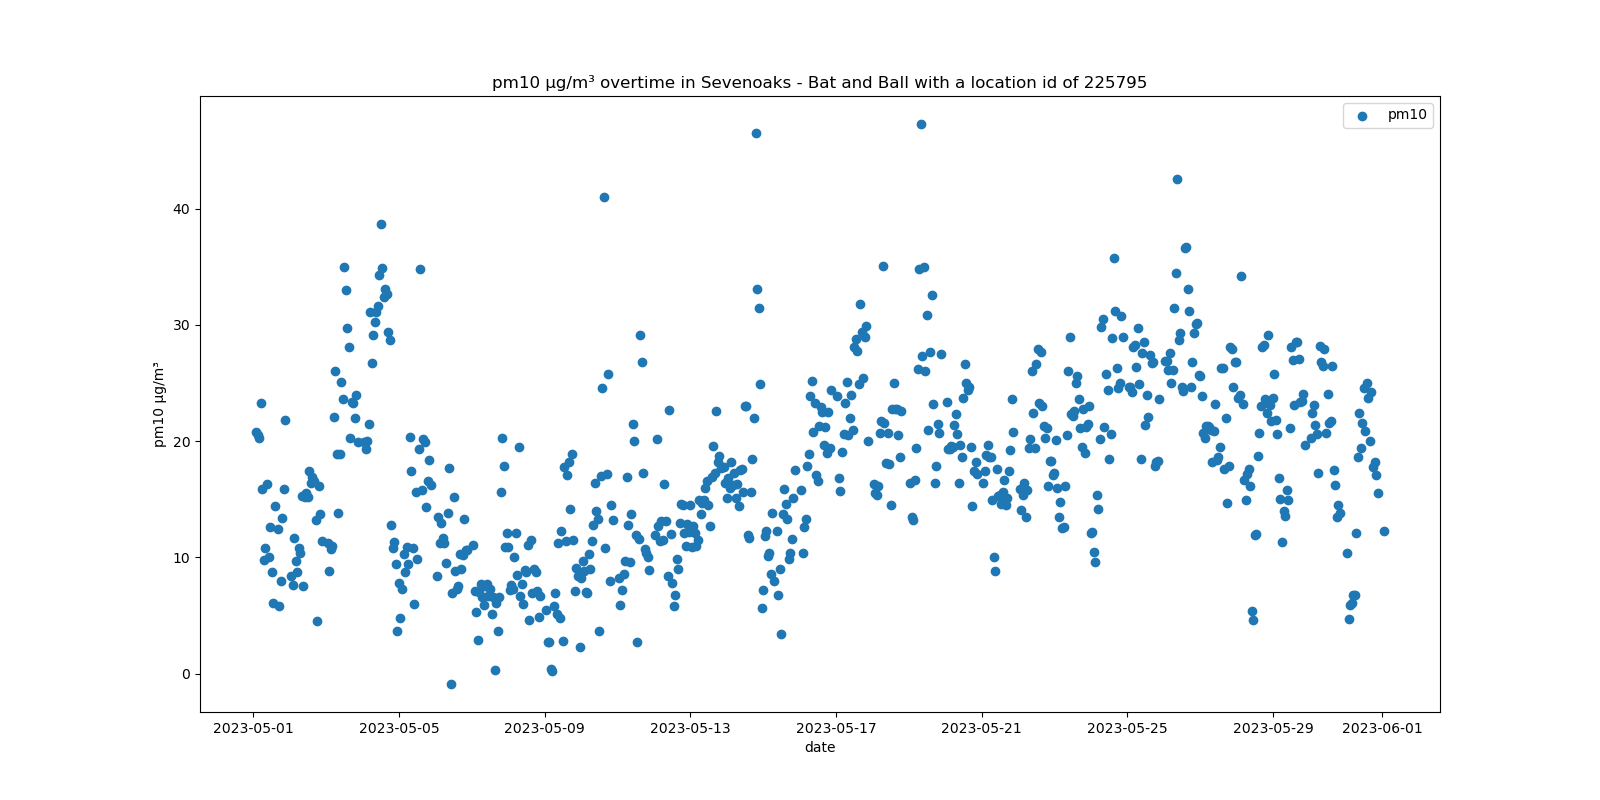 pm10 µg/m³ overtime in Sevenoaks - Bat and Ball with a location id of 225795
pm10
pm10 µg/m³
40
30
20
10
0
2023-05-01 2023-05-05 2023-05-09 2023-05-13 2023-05-17 2023-05-21 2023-05-25 2023-05-29 2023-06-01
date